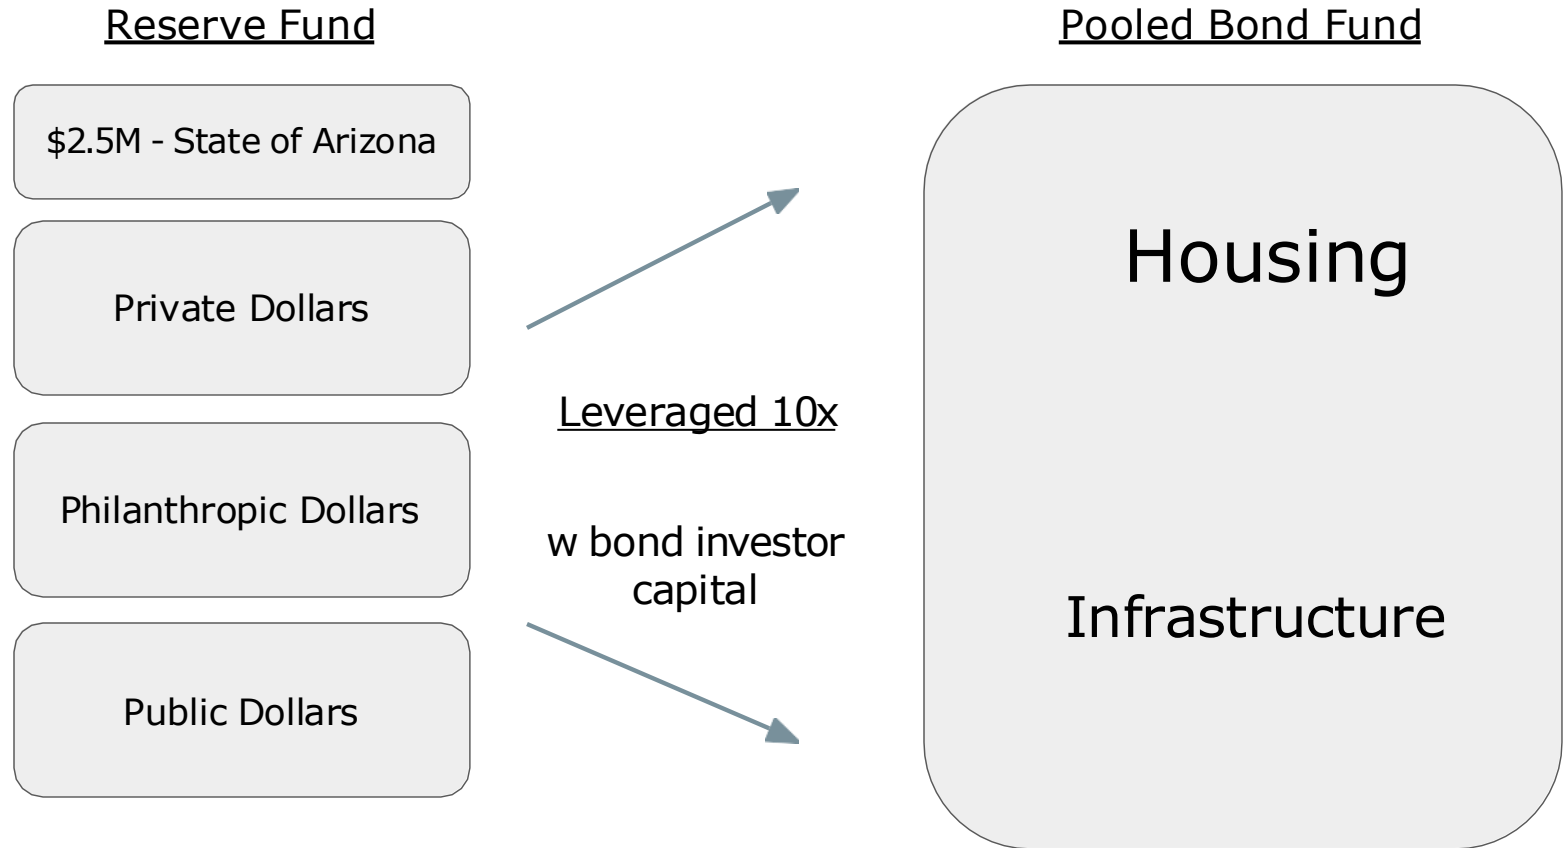 Reserve Fund
$2.5M - State of Arizona
Private Dollars
Philanthropic Dollars
Public Dollars
Leveraged 10x
w bond investor
capital
Pooled Bond Fund
Housing
Infrastructure